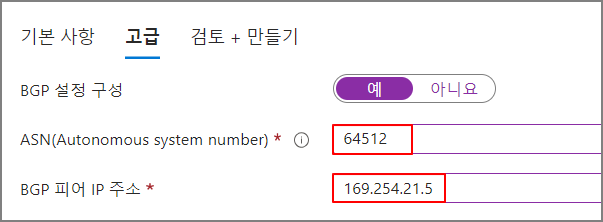 기본 사항 고급 검토 + 만들기
BGP 설정 구성 예 아니요
ASN(Autonomous system number) * 64512
BGP 피어 IP 주소 * 169.254.21.5